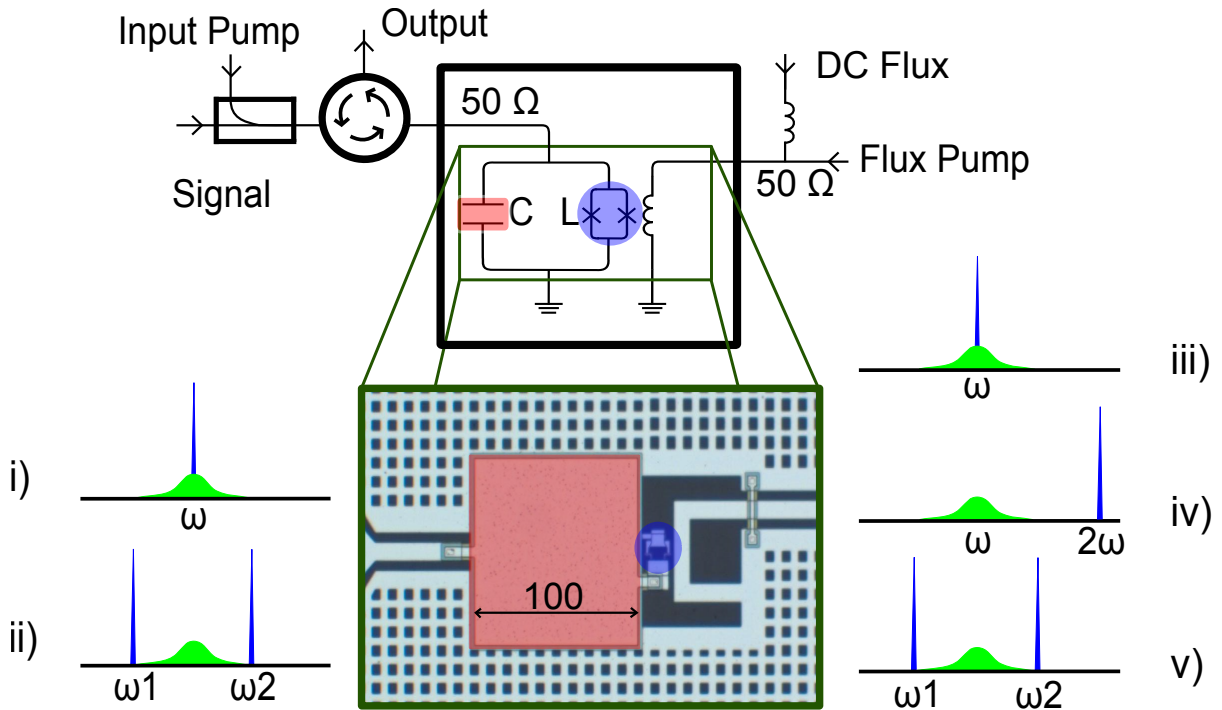 Input Pump
Output
DC Flux
50 Ω
Flux Pump
50 Ω
Signal
C
L
iii)
ω
i)
ω
iv)
ω
2ω
100
ii)
ω1
ω2
v)
ω1
ω2